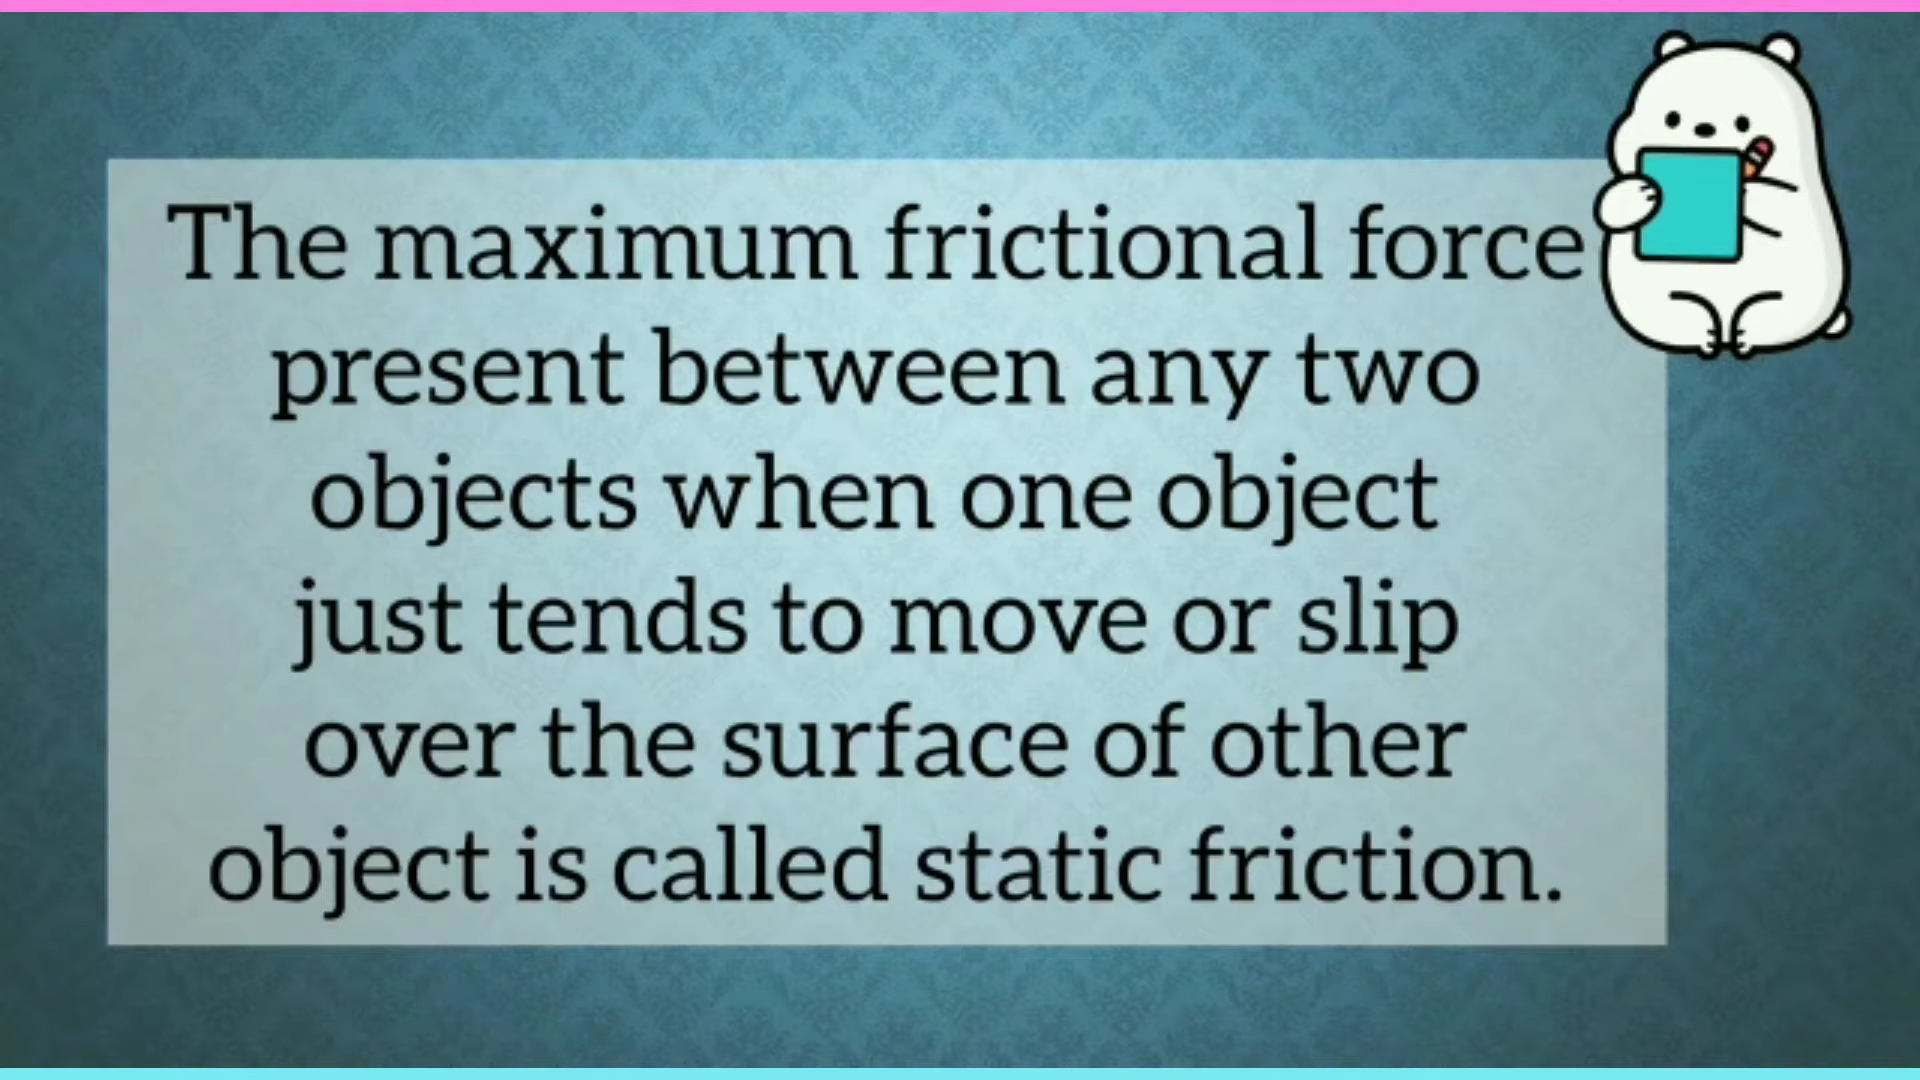 The maximum frictional force
present between any two
objects when one object
just tends to move or slip
over the surface of other
object is called static friction.